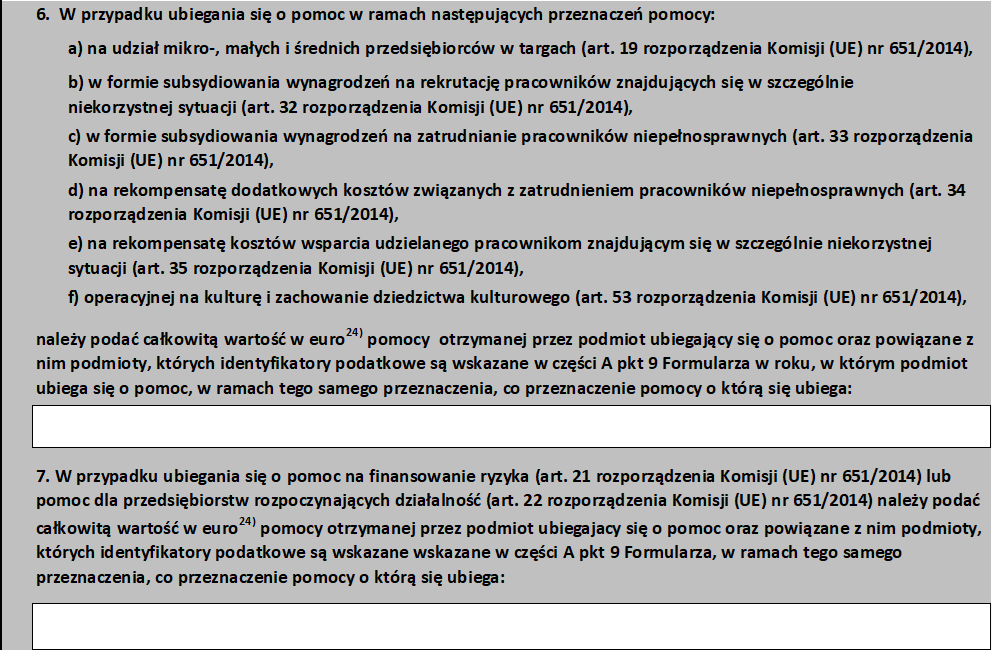 6. W przypadku ubiegania się o pomoc w ramach następujących przeznaczeń pomocy:
a) na udział mikro-, małych i średnich przedsiębiorców w targach (art. 19 rozporządzenia Komisji (UE) nr 651/2014),
b) w formie subsydiowania wynagrodzeń na rekrutację pracowników znajdujących się w szczególnie
niekorzystnej sytuacji (art. 32 rozporządzenia Komisji (UE) nr 651/2014),
c) w formie subsydiowania wynagrodzeń na zatrudnianie pracowników niepełnosprawnych (art. 33 rozporządzenia
Komisji (UE) nr 651/2014),
d) na rekompensatę dodatkowych kosztów związanych z zatrudnieniem pracowników niepełnosprawnych (art. 34
rozporządzenia Komisji (UE) nr 651/2014),
e) na rekompensatę kosztów wsparcia udzielanego pracownikom znajdującym się w szczególnie niekorzystnej
sytuacji (art. 35 rozporządzenia Komisji (UE) nr 651/2014),
f) operacyjnej na kulturę i zachowanie dziedzictwa kulturowego (art. 53 rozporządzenia Komisji (UE) nr 651/2014),
należy podać całkowitą wartość w euro24) pomocy otrzymanej przez podmiot ubiegający się o pomoc oraz powiązane z
nim podmioty, których identyfikatory podatkowe są wskazane w części A pkt 9 Formularza w roku, w którym podmiot
ubiega się o pomoc, w ramach tego samego przeznaczenia, co przeznaczenie pomocy o którą się ubiega:
7. W przypadku ubiegania się o pomoc na finansowanie ryzyka (art. 21 rozporządzenia Komisji (UE) nr 651/2014) lub
pomoc dla przedsiębiorstw rozpoczynających działalność (art. 22 rozporządzenia Komisji (UE) nr 651/2014) należy podać
całkowitą wartość w euro24) pomocy otrzymanej przez podmiot ubiegajacy się o pomoc oraz powiązane z nim podmioty,
których identyfikatory podatkowe są wskazane wskazane w części A pkt 9 Formularza, w ramach tego samego
przeznaczenia, co przeznaczenie pomocy o którą się ubiega: